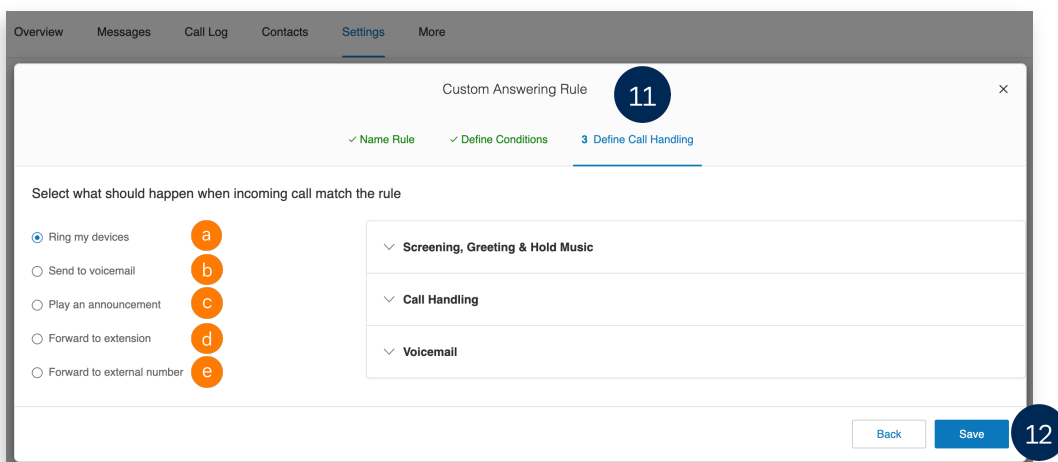 Overview Messages Call Log Contacts Settings More
Custom Answering Rule 11
Name Rule Define Conditions 3 Define Call Handling
Select what should happen when incoming call match the rule
Ring my devices a
Send to voicemail b
Play an announcement c
Forward to extension d
Forward to external number e
Screening, Greeting & Hold Music
Call Handling
Voicemail
Back Save 12